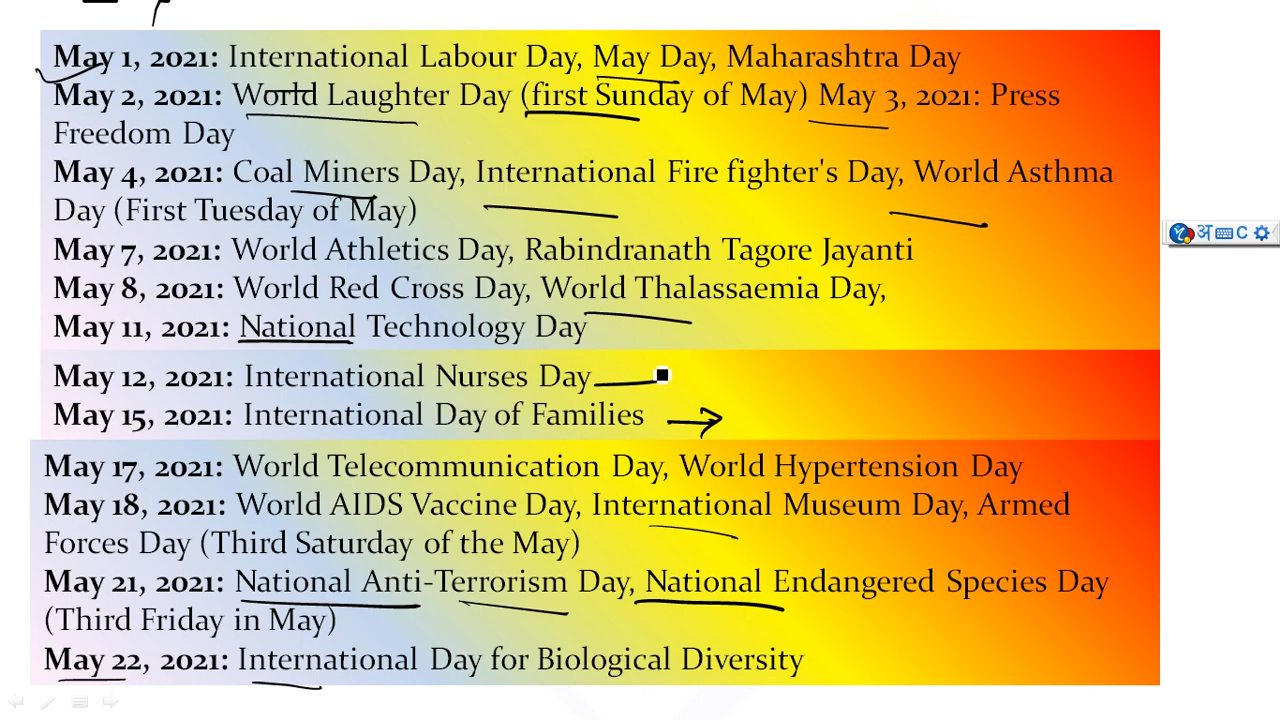 May 1, 2021: International Labour Day, May Day, Maharashtra Day
May 2, 2021: World Laughter Day (first Sunday of May) May 3, 2021: Press
Freedom Day
May 4, 2021: Coal Miners Day, International Fire fighter's Day, World Asthma
Day (First Tuesday of May)
May 7, 2021: World Athletics Day, Rabindranath Tagore Jayanti
May 8, 2021: World Red Cross Day, World Thalassaemia Day,
May 11, 2021: National Technology Day
May 12, 2021: International Nurses Day
May 15, 2021: International Day of Families
May 17, 2021: World Telecommunication Day, World Hypertension Day
May 18, 2021: World AIDS Vaccine Day, International Museum Day, Armed
Forces Day (Third Saturday of the May)
May 21, 2021: National Anti-Terrorism Day, National Endangered Species Day
(Third Friday in May)
May 22, 2021: International Day for Biological Diversity
अ C